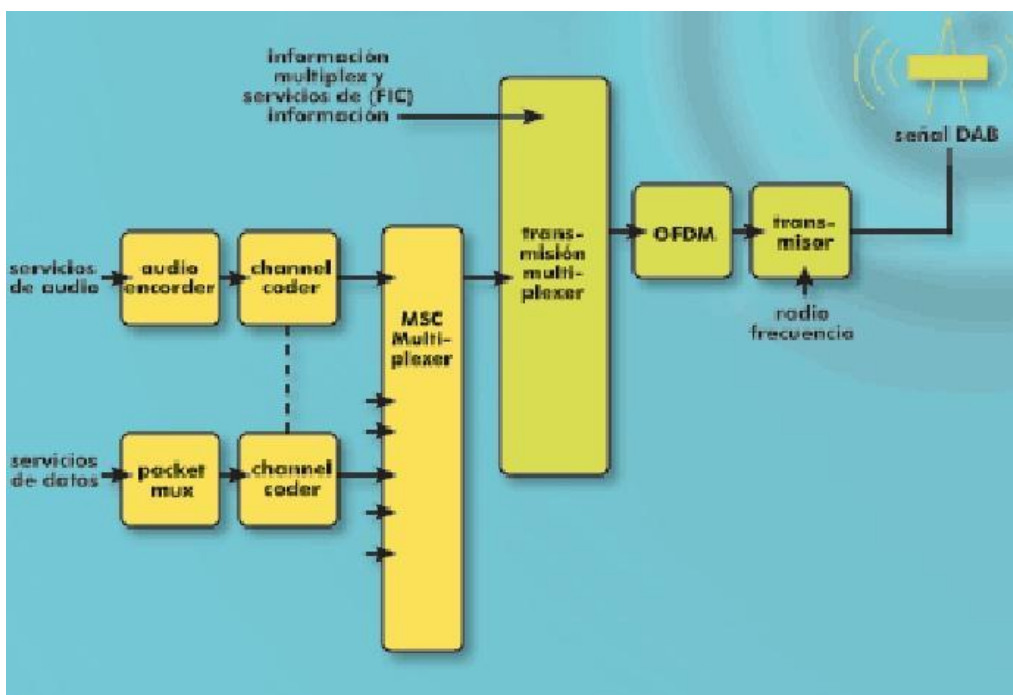 información
multiplex y
servicios de (FIC)
información
señal DAB
trans-
misión
multi-
plexer
OFDM
trans-
misor
radio
frecuencia
servicios
de audio
audio
encorder
channel
coder
MSC
Multi-
plexer
servicios
de datos
packet
mux
channel
coder